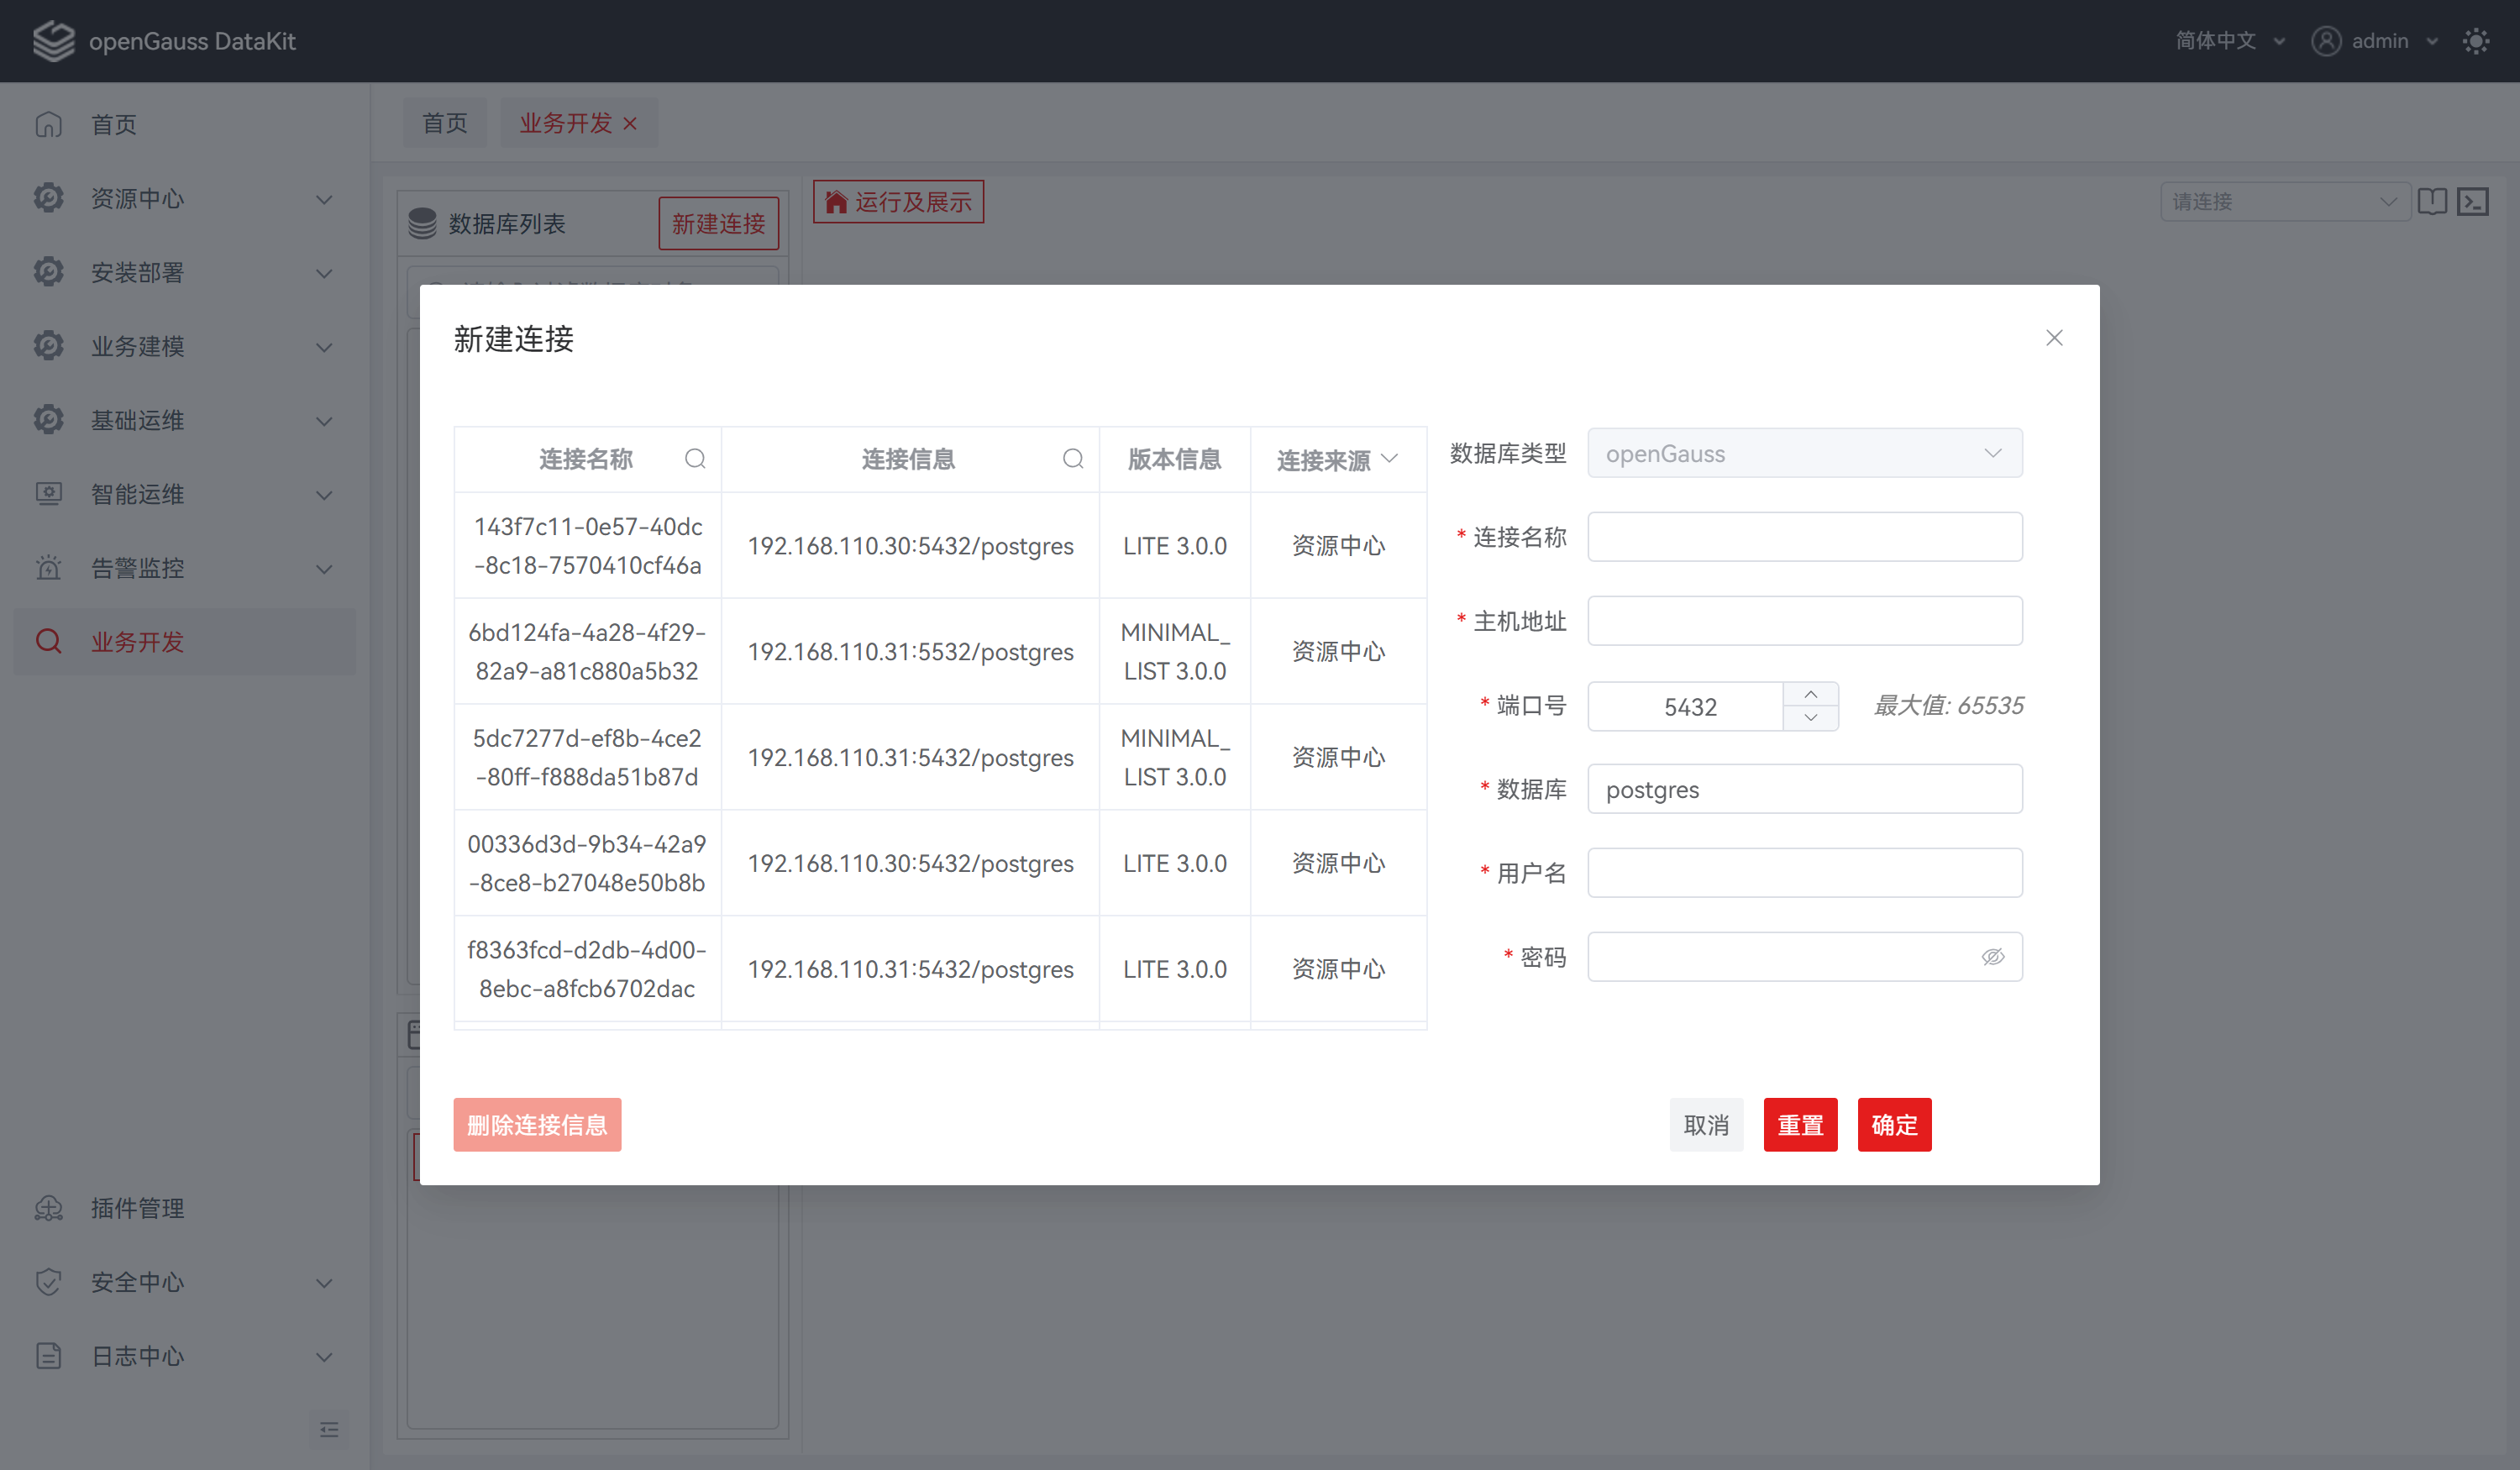 openGauss DataKit
简体中文
admin
首页
资源中心
安装部署
业务建模
基础运维
智能运维
告警监控
业务开发
插件管理
安全中心
日志中心
首页
业务开发
数据库列表
新建连接
运行及展示
请连接
新建连接
连接名称 连接信息 版本信息 连接来源
143f7c11-0e57-40dc
-8c18-7570410cf46a
192.168.110.30:5432/postgres
LITE 3.0.0
资源中心
6bd124fa-4a28-4f29-
82a9-a81c880a5b32
192.168.110.31:5532/postgres
MINIMAL_
LIST 3.0.0
资源中心
5dc7277d-ef8b-4ce2
-80ff-f888da51b87d
192.168.110.31:5432/postgres
MINIMAL_
LIST 3.0.0
资源中心
00336d3d-9b34-42a9
-8ce8-b27048e50b8b
192.168.110.30:5432/postgres
LITE 3.0.0
资源中心
f8363fcd-d2db-4d00-
8ebc-a8fcb6702dac
192.168.110.31:5432/postgres
LITE 3.0.0
资源中心
数据库类型 openGauss
* 连接名称
* 主机地址
* 端口号 5432 最大值: 65535
* 数据库 postgres
* 用户名
* 密码
删除连接信息
取消
重置
确定